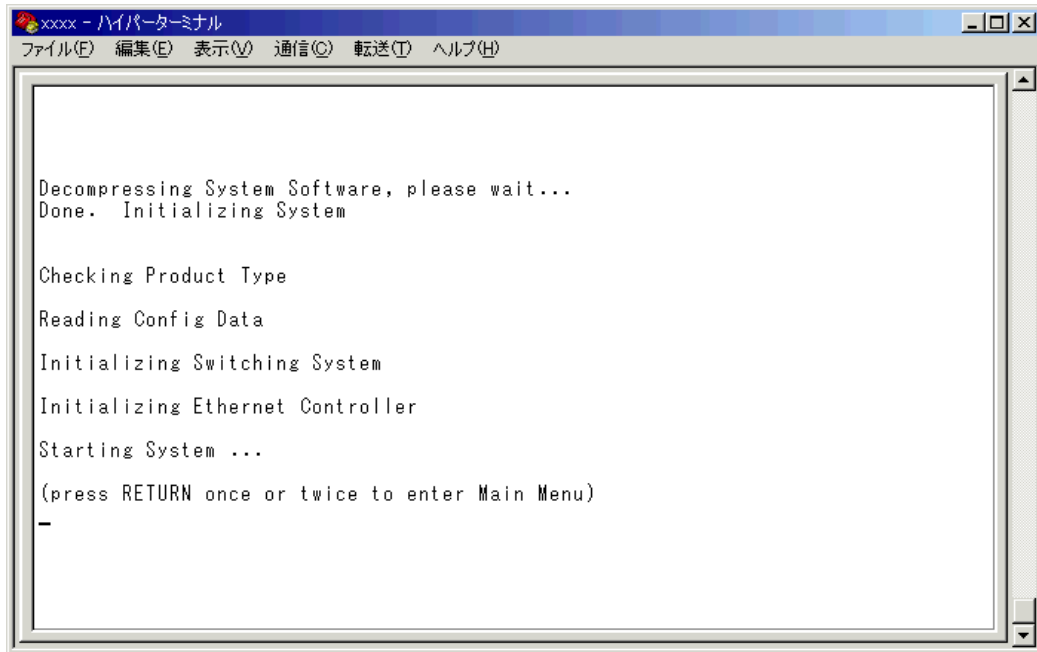 xxxx - ハイパーターミナル
ファイル(F) 編集(E) 表示(V) 通信(C) 転送(T) ヘルプ(H)
Decompressing System Software, please wait...
Done.  Initializing System
Checking Product Type
Reading Config Data
Initializing Switching System
Initializing Ethernet Controller
Starting System ...
(press RETURN once or twice to enter Main Menu)